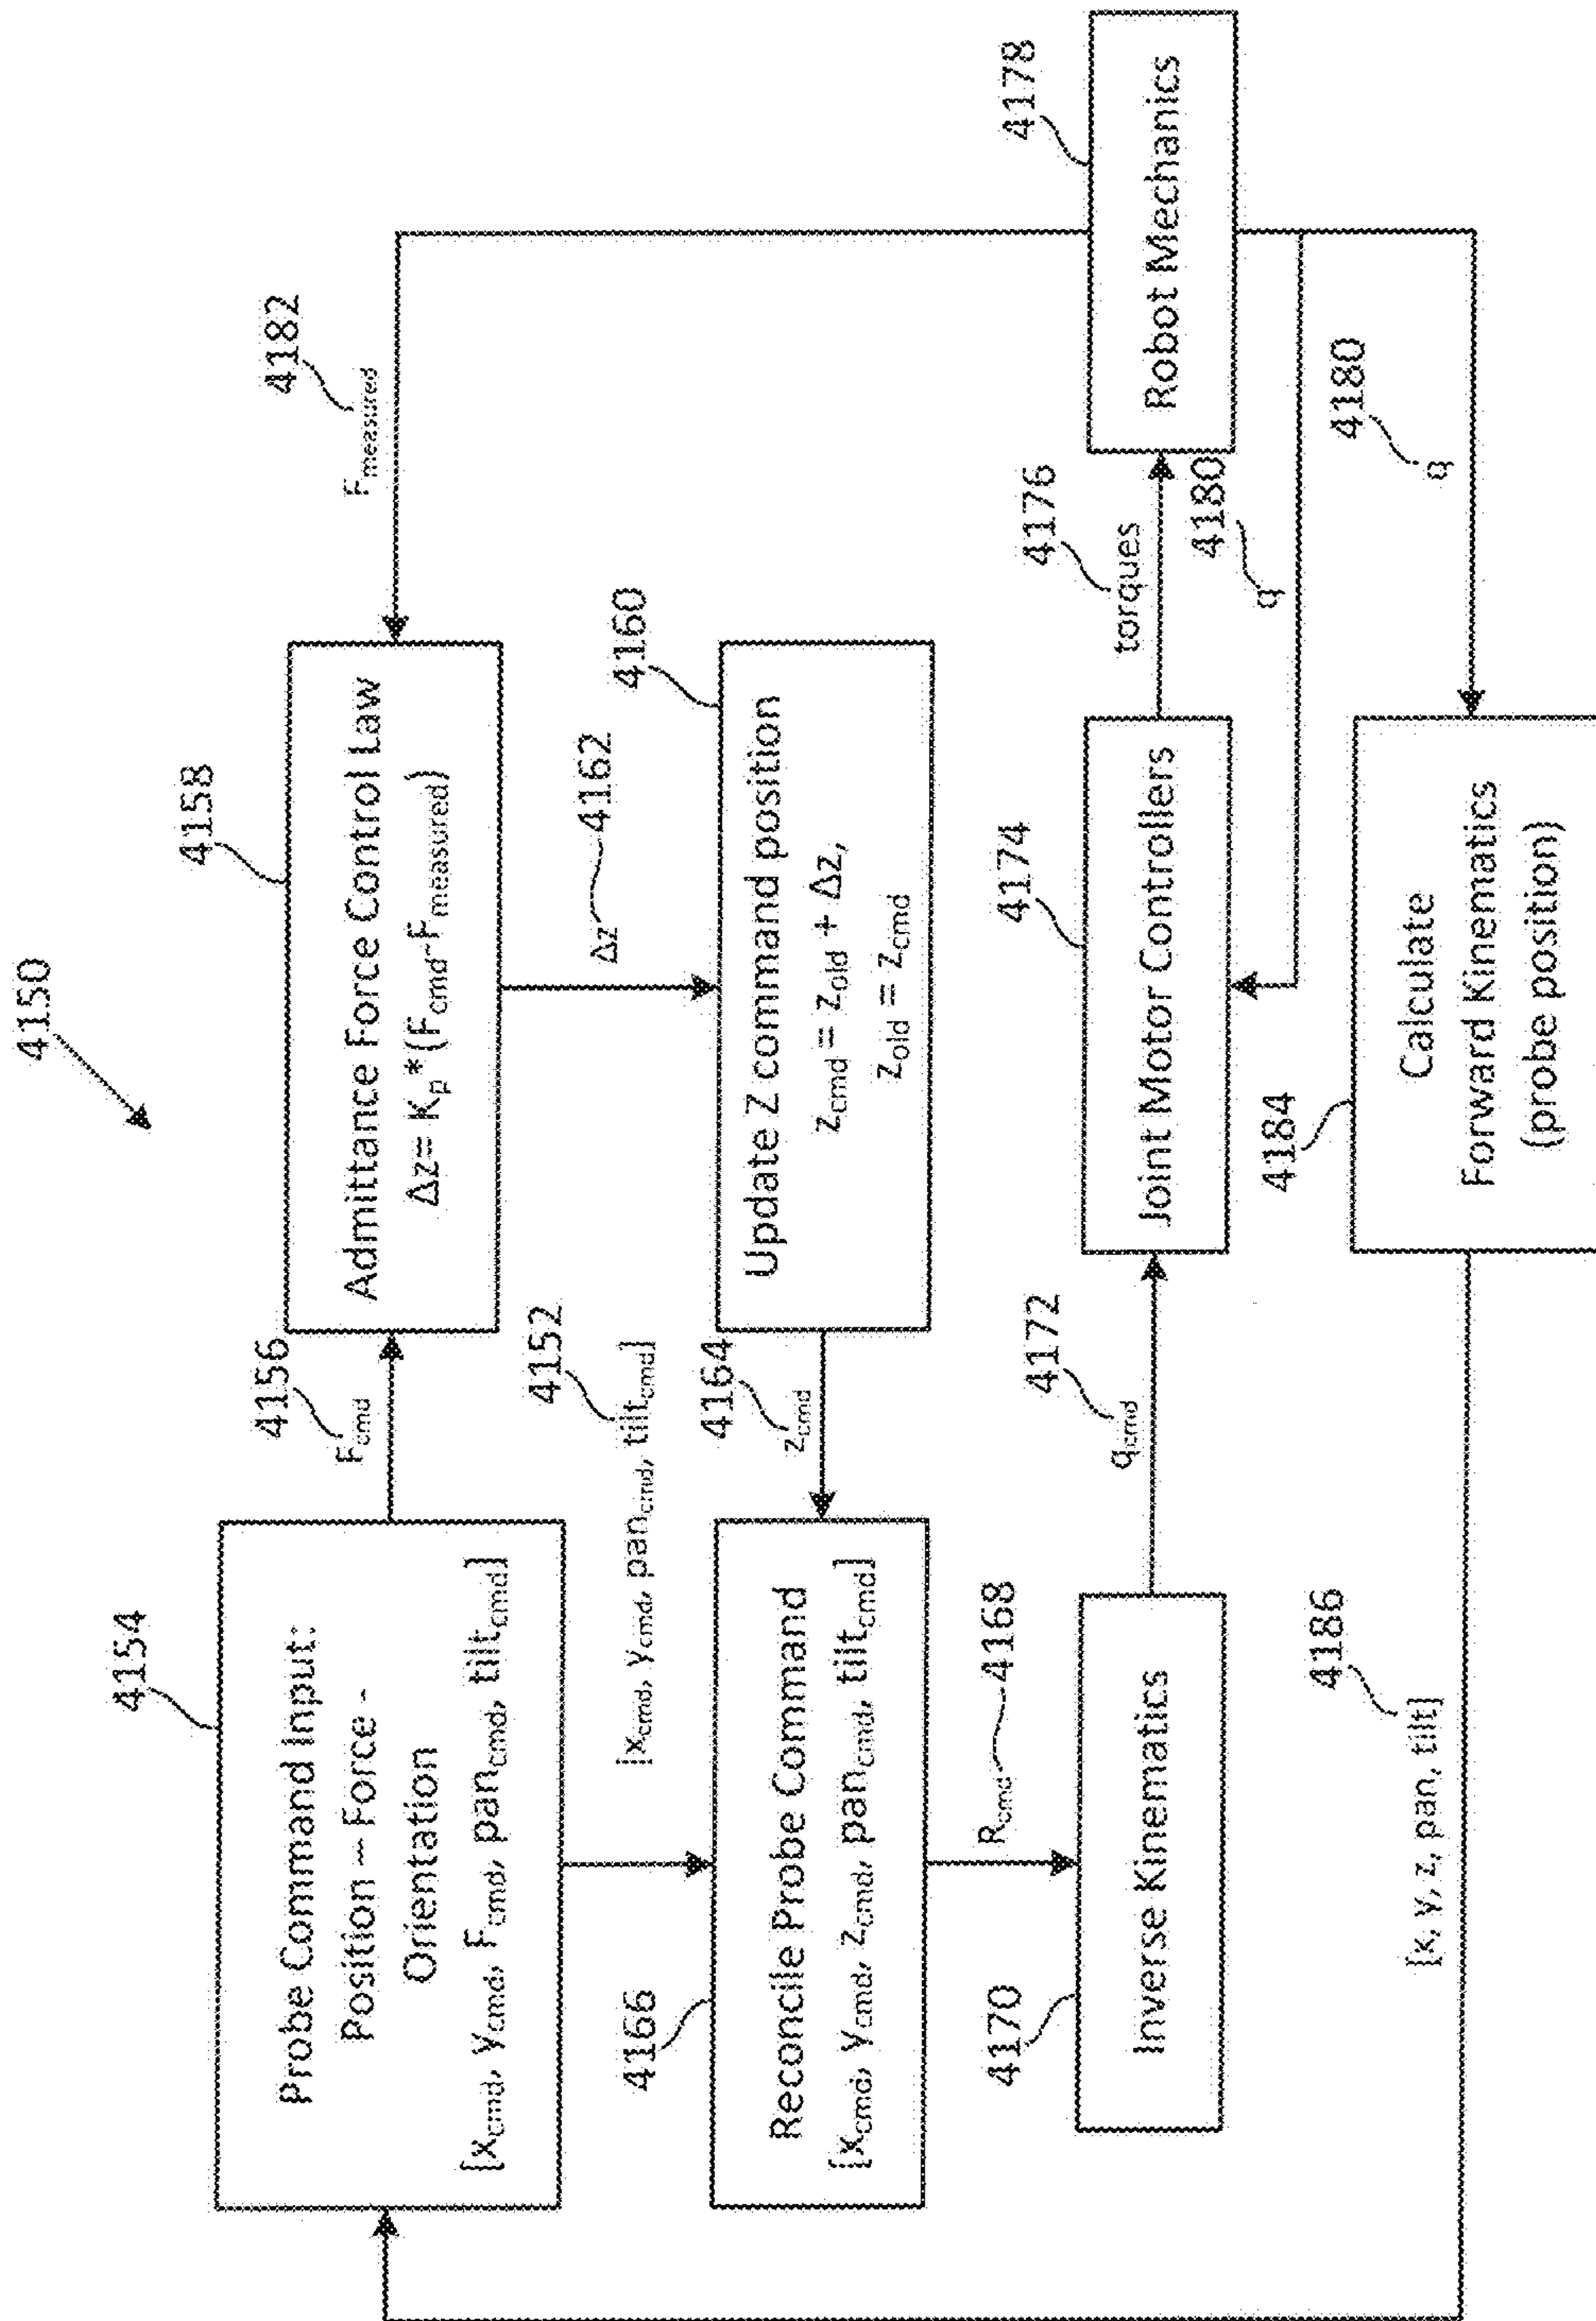 4150
4154
Probe Command Input:
Position – Force -
Orientation
[xcmd, ycmd, Fcmd, pancmd, tiltcmd]
4156
Fcmd
4158
Admittance Force Control Law
Δz= Kp*(Fcmd-Fmeasured)
4182
Fmeasured
4152
[xcmd, ycmd, pancmd, tiltcmd]
Δz 4162
4166
Reconcile Probe Command
[xcmd, ycmd, zcmd, pancmd, tiltcmd]
4164
zcmd
4160
Update Z command position
zcmd = zold + Δz,
zold = zcmd
Rcmd 4168
4170
Inverse Kinematics
4172
qcmd
4174
Joint Motor Controllers
4176
torques
4178
Robot Mechanics
4180
q
4180
q
4184
Calculate
Forward Kinematics
(probe position)
4186
[x, y, z, pan, tilt]